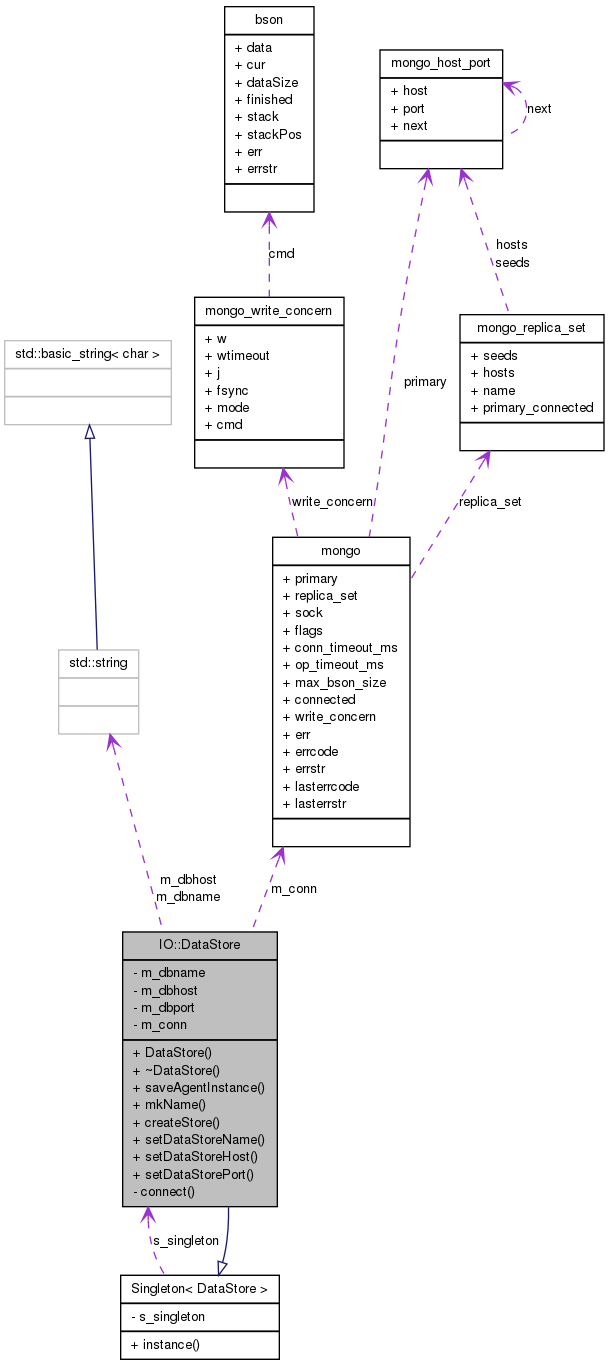 bson
+ data
+ cur
+ dataSize
+ finished
+ stack
+ stackPos
+ err
+ errstr
mongo_host_port
+ host
+ port
+ next
next
cmd
hosts
seeds
mongo_write_concern
+ w
+ wtimeout
+ j
+ fsync
+ mode
+ cmd
mongo_replica_set
+ seeds
+ hosts
+ name
+ primary_connected
std::basic_string< char >
primary
write_concern
replica_set
mongo
+ primary
+ replica_set
+ sock
+ flags
+ conn_timeout_ms
+ op_timeout_ms
+ max_bson_size
+ connected
+ write_concern
+ err
+ errcode
+ errstr
+ lasterrcode
+ lasterrstr
std::string
m_dbhost
m_dbname
m_conn
IO::DataStore
- m_dbname
- m_dbhost
- m_dbport
- m_conn
+ DataStore()
+ ~DataStore()
+ saveAgentInstance()
+ mkName()
+ createStore()
+ setDataStoreName()
+ setDataStoreHost()
+ setDataStorePort()
- connect()
s_singleton
Singleton< DataStore >
- s_singleton
+ instance()